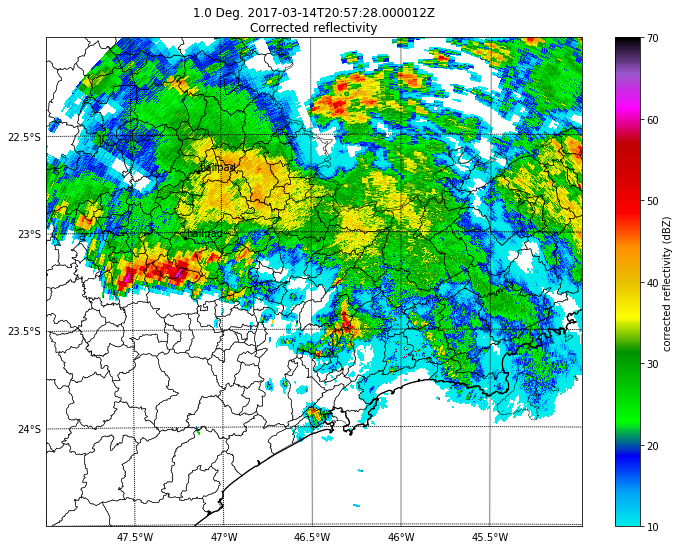 1.0 Deg. 2017-03-14T20:57:28.000012Z
Corrected reflectivity
70
60
50
40
30
20
10
corrected reflectivity (dBZ)
22.5°S
23°S
23.5°S
24°S
47.5°W
47°W
46.5°W
46°W
45.5°W